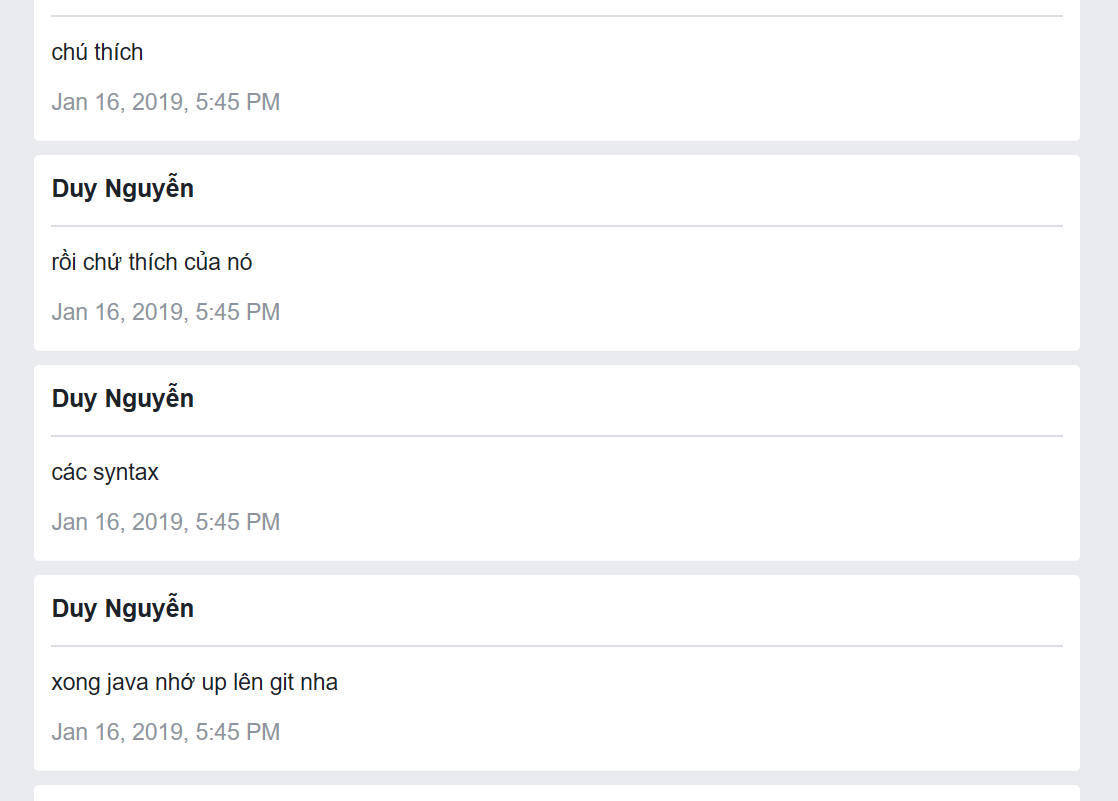 chú thích
Jan 16, 2019, 5:45 PM
Duy Nguyễn
rồi chứ thích của nó
Jan 16, 2019, 5:45 PM
Duy Nguyễn
các syntax
Jan 16, 2019, 5:45 PM
Duy Nguyễn
xong java nhớ up lên git nha
Jan 16, 2019, 5:45 PM